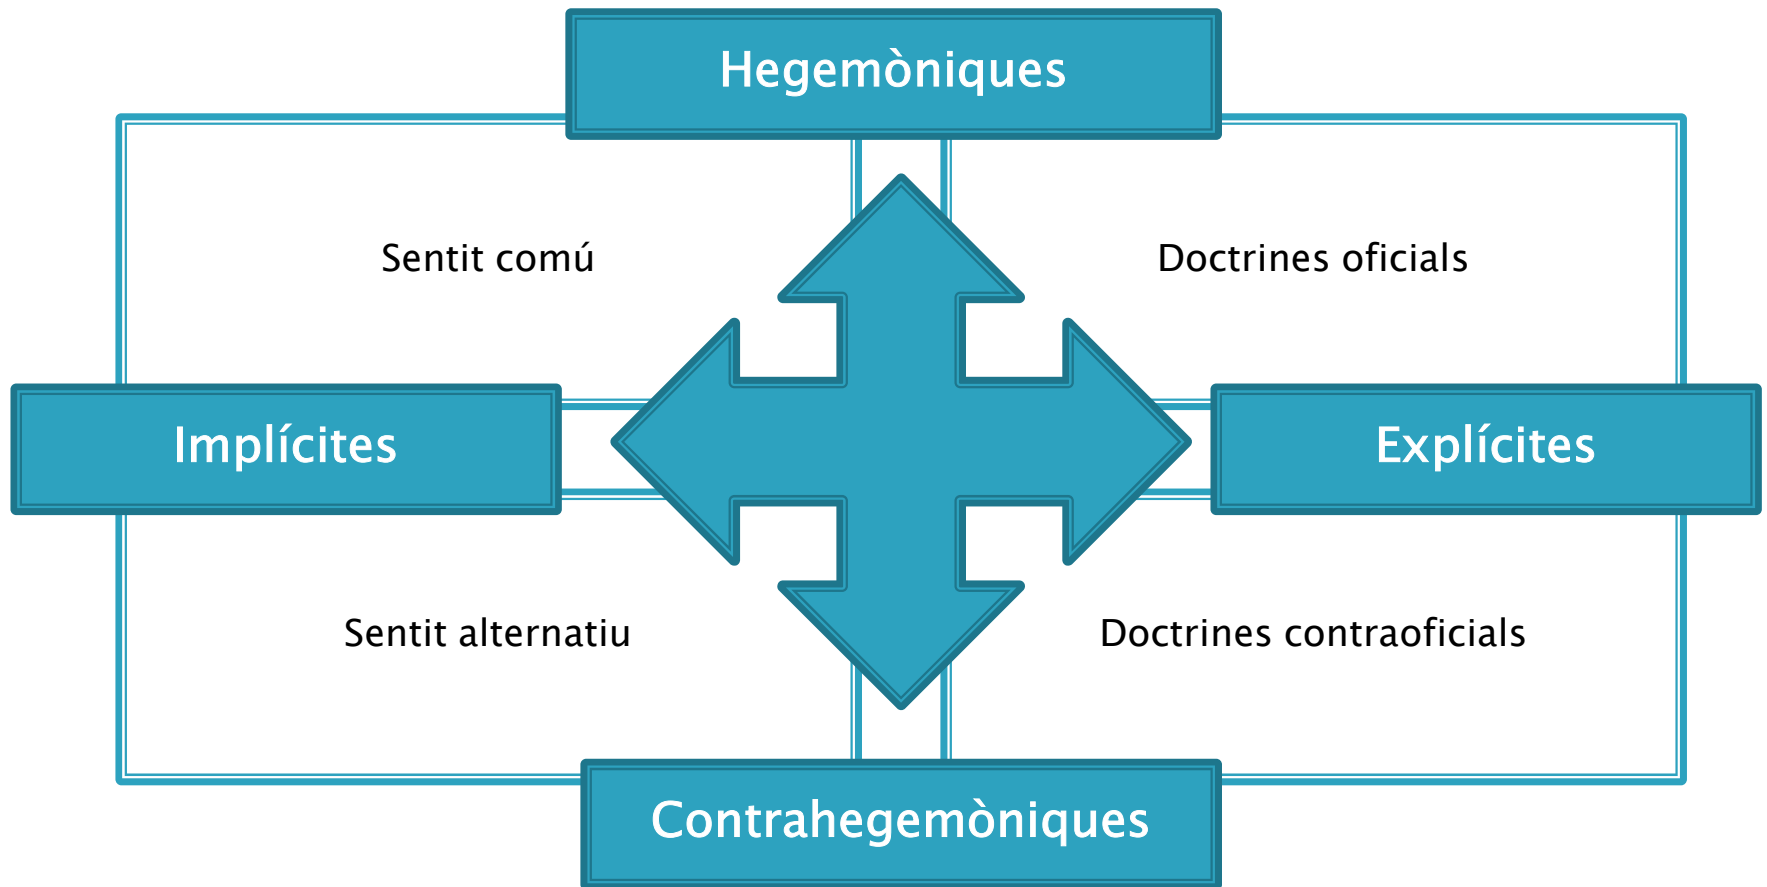 Hegemòniques
Sentit comú
Doctrines oficials
Implícites
Explícites
Sentit alternatiu
Doctrines contraoficials
Contrahegemòniques